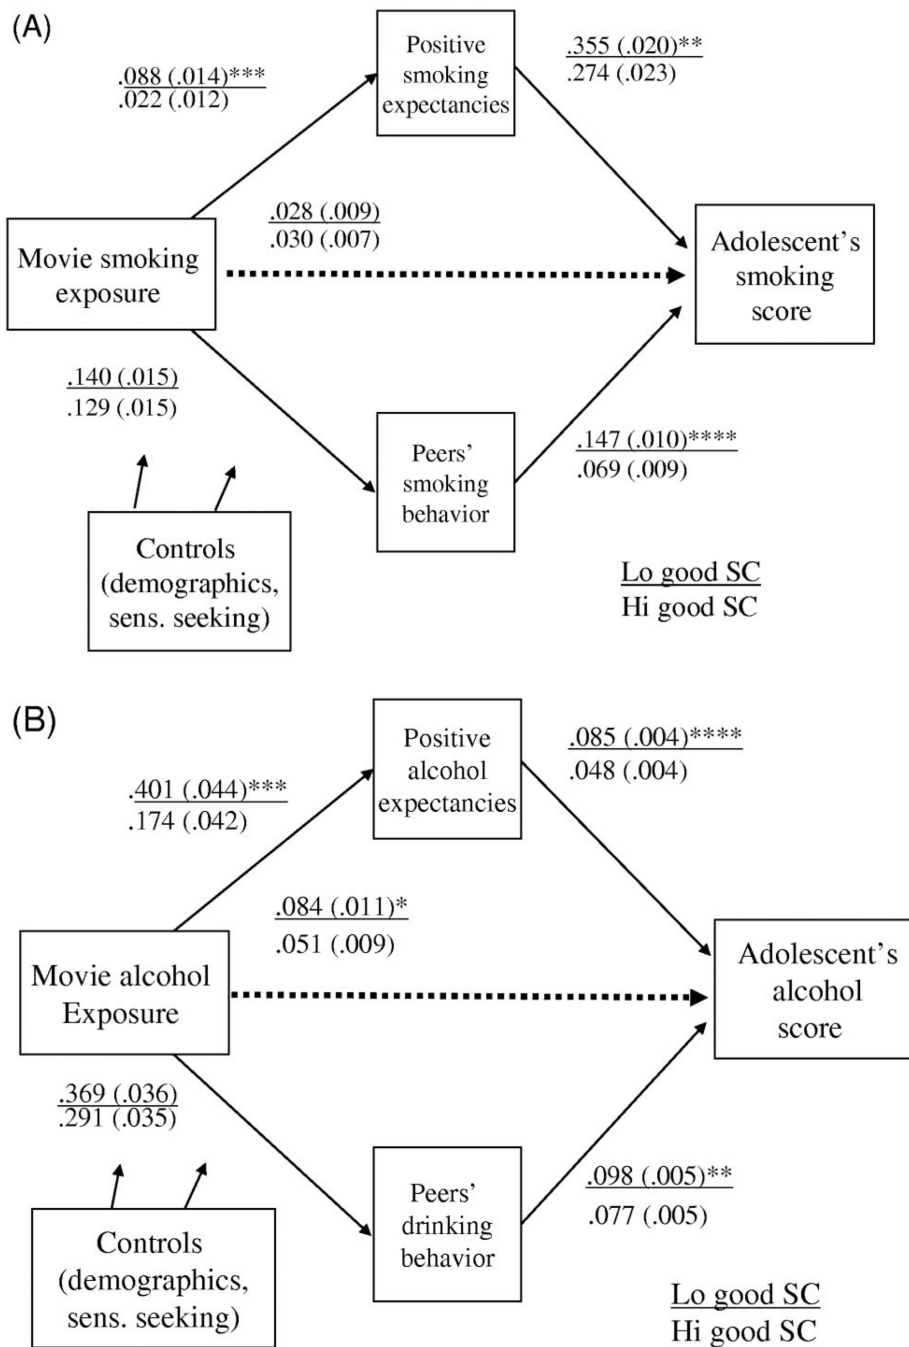 (A)
Positive
smoking
expectancies
.088 (.014)***
.022 (.012)
.355 (.020)**
.274 (.023)
.028 (.009)
.030 (.007)
Movie smoking
exposure
Adolescent’s
smoking
score
.140 (.015)
.129 (.015)
Peers’
smoking
behavior
.147 (.010)****
.069 (.009)
Controls
(demographics,
sens. seeking)
Lo good SC
Hi good SC
(B)
Positive
alcohol
expectancies
.401 (.044)***
.174 (.042)
.085 (.004)****
.048 (.004)
.084 (.011)*
.051 (.009)
Movie alcohol
Exposure
Adolescent’s
alcohol
score
.369 (.036)
.291 (.035)
Peers’
drinking
behavior
.098 (.005)**
.077 (.005)
Controls
(demographics,
sens. seeking)
Lo good SC
Hi good SC